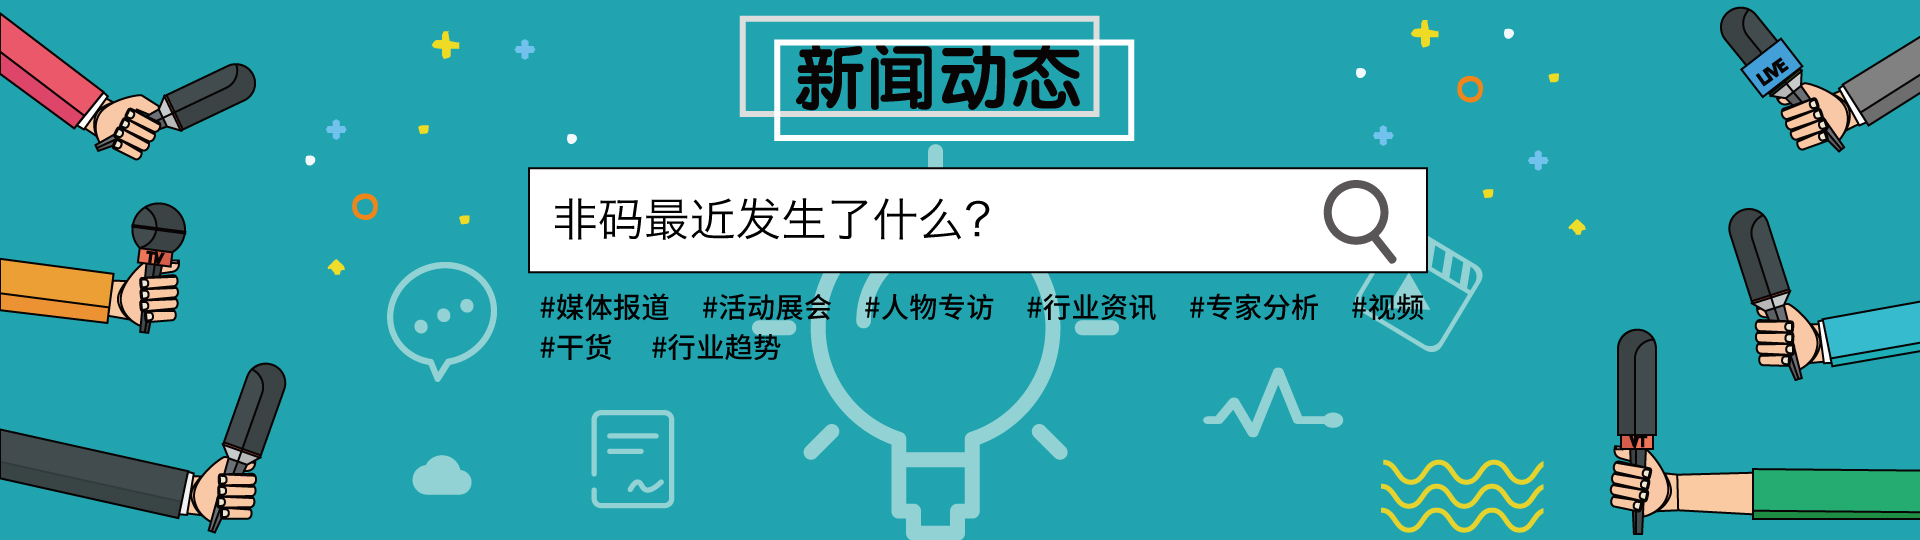 新闻动态
LIVE
非码最近发生了什么?
TV
#媒体报道 #活动展会 #人物专访 #行业资讯 #专家分析 #视频
#干货 #行业趋势